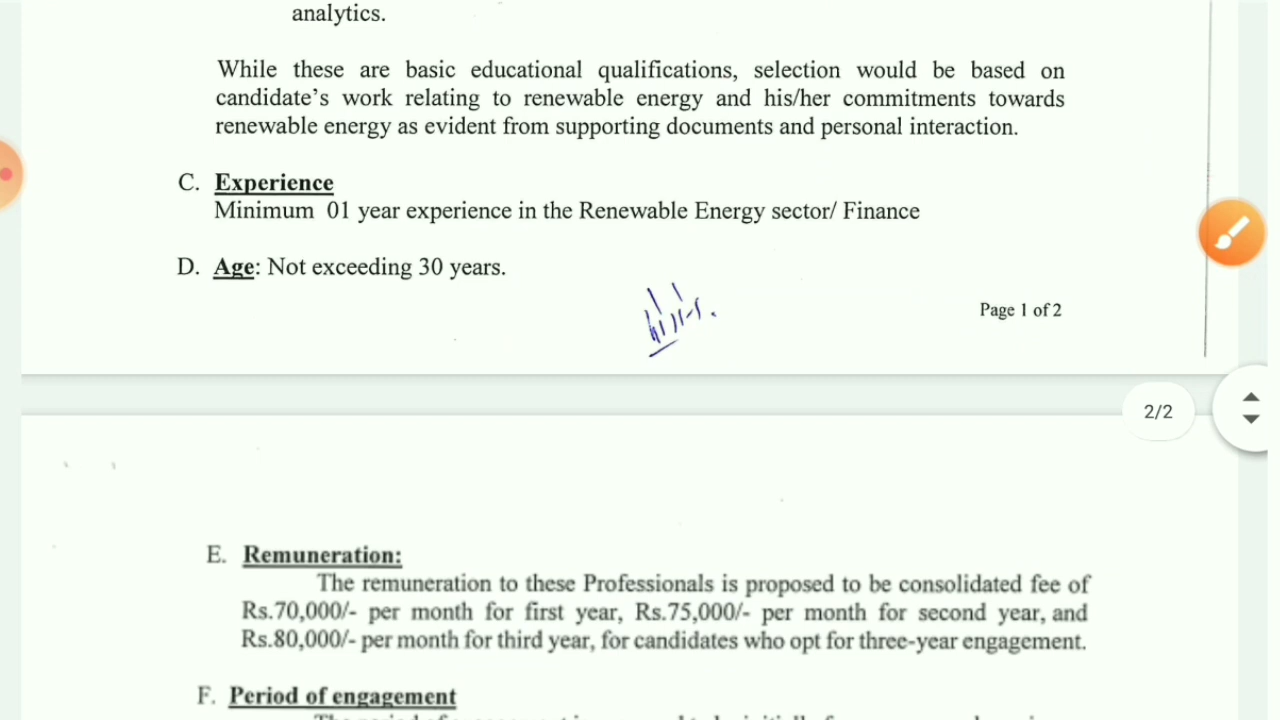 analytics.
While these are basic educational qualifications, selection would be based on
candidate's work relating to renewable energy and his/her commitments towards
renewable energy as evident from supporting documents and personal interaction.
C. Experience
Minimum 01 year experience in the Renewable Energy sector/ Finance
D. Age: Not exceeding 30 years.
Page 1 of 2
2/2
E. Remuneration:
The remuneration to these Professionals is proposed to be consolidated fee of
Rs.70,000/- per month for first year, Rs.75,000/- per month for second year, and
Rs.80,000/- per month for third year, for candidates who opt for three-year engagement.
F. Period of engagement